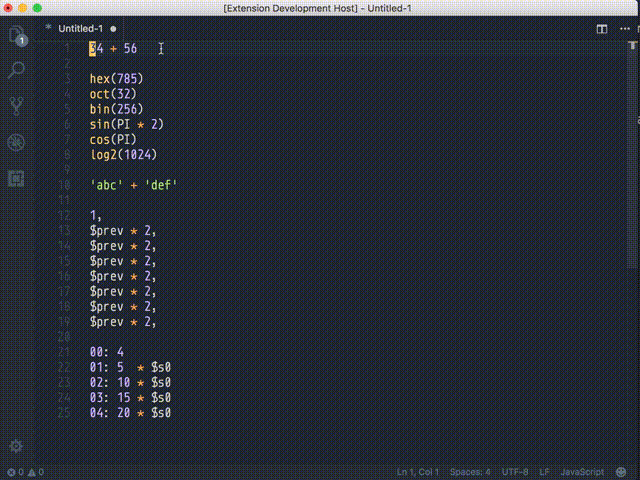 [Extension Development Host] - Untitled-1
Untitled-1
1
1 34 + 56
2
3 hex(785)
4 oct(32)
5 bin(256)
6 sin(PI * 2)
7 cos(PI)
8 log2(1024)
9
10 'abc' + 'def'
11
12 1,
13 $prev * 2,
14 $prev * 2,
15 $prev * 2,
16 $prev * 2,
17 $prev * 2,
18 $prev * 2,
19 $prev * 2,
20
21 00: 4
22 01: 5  * $s0
23 02: 10 * $s0
24 03: 15 * $s0
25 04: 20 * $s0
0 0 Ln 1, Col 1 Spaces: 4 UTF-8 LF JavaScript